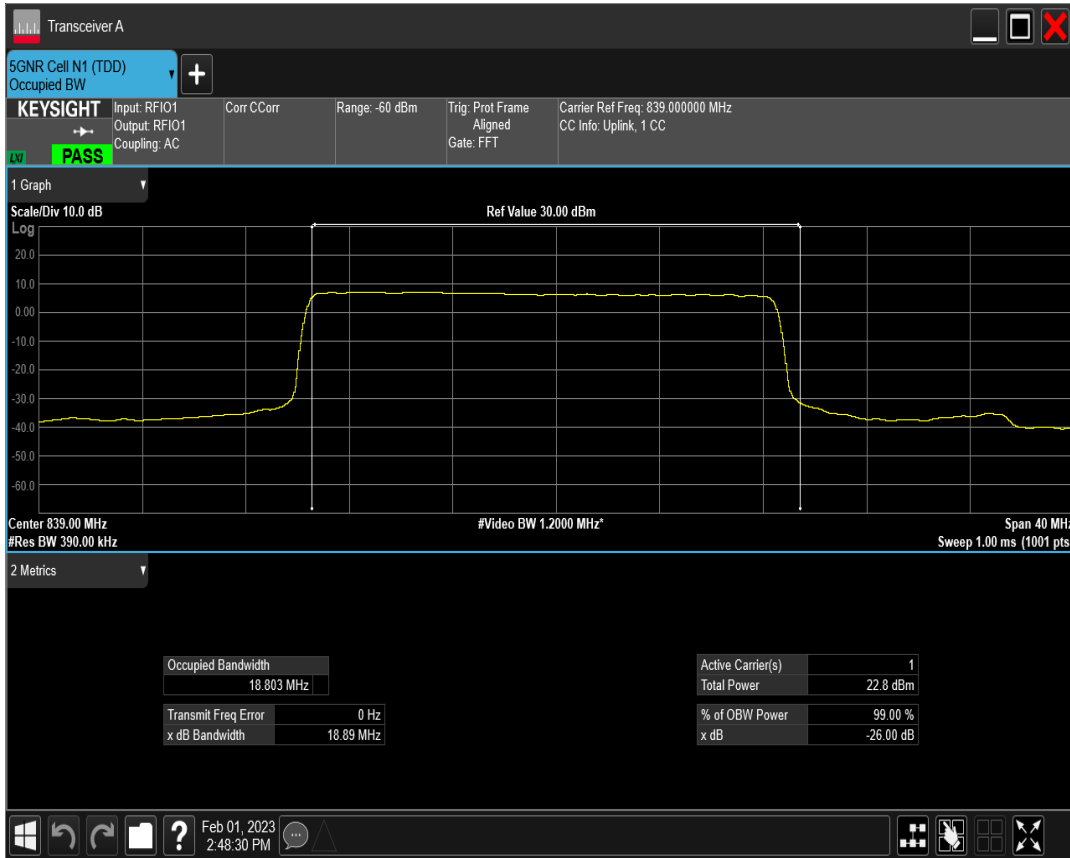 Transceiver A
5GNR Cell N1 (TDD)
Occupied BW
KEYSIGHT
LXI
PASS
Input: RFIO1
Output: RFIO1
Coupling: AC
Corr CCorr
Range: -60 dBm
Trig: Prot Frame
Aligned
Gate: FFT
Carrier Ref Freq: 839.000000 MHz
CC Info: Uplink, 1 CC
1 Graph
Scale/Div 10.0 dB
Ref Value 30.00 dBm
Log
20.0
10.0
0.00
-10.0
-20.0
-30.0
-40.0
-50.0
-60.0
Center 839.00 MHz
#Video BW 1.2000 MHz*
Span 40 MHz
#Res BW 390.00 kHz
Sweep 1.00 ms (1001 pts
2 Metrics
Occupied Bandwidth
18.803 MHz
Transmit Freq Error 0 Hz
x dB Bandwidth 18.89 MHz
Active Carrier(s) 1
Total Power 22.8 dBm
% of OBW Power 99.00 %
x dB -26.00 dB
?
Feb 01, 2023
2:48:30 PM